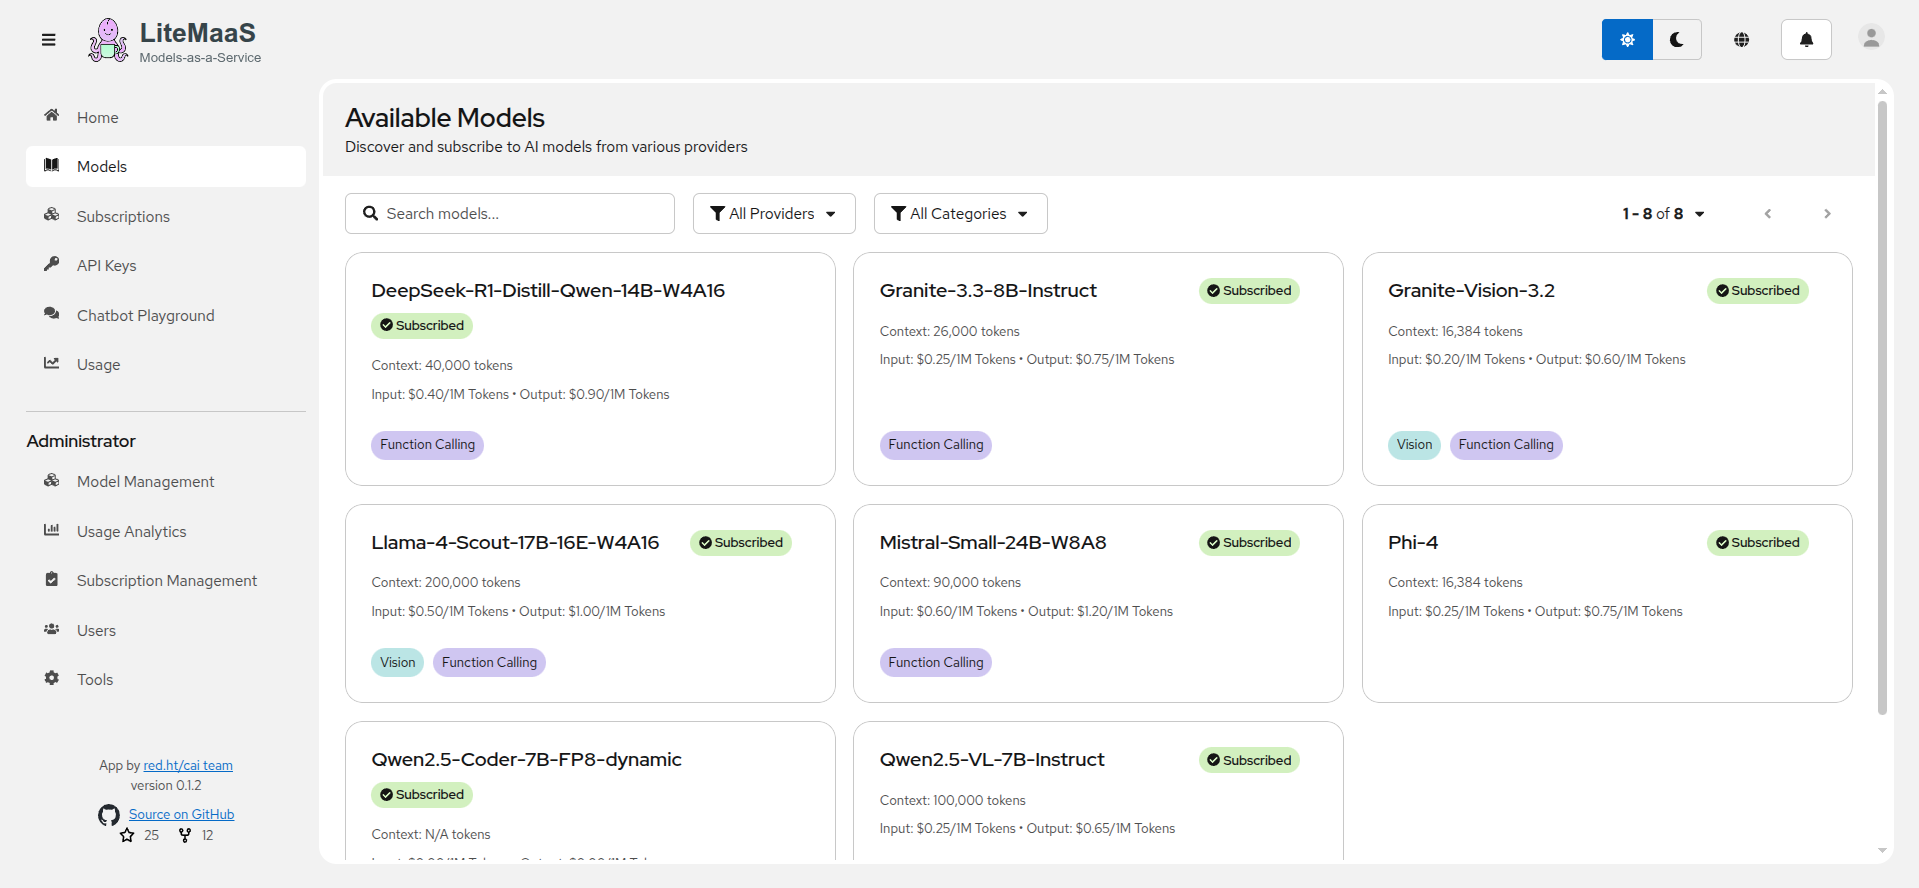 LiteMaaS
Models-as-a-Service
Home
Models
Subscriptions
API Keys
Chatbot Playground
Usage
Administrator
Model Management
Usage Analytics
Subscription Management
Users
Tools
App by red.ht/cai team
version 0.1.2
Source on GitHub
25 12
Available Models
Discover and subscribe to AI models from various providers
Search models...
All Providers
All Categories
1 - 8 of 8
DeepSeek-R1-Distill-Qwen-14B-W4A16
Subscribed
Context: 40,000 tokens
Input: $0.40/1M Tokens • Output: $0.90/1M Tokens
Function Calling
Granite-3.3-8B-Instruct
Subscribed
Context: 26,000 tokens
Input: $0.25/1M Tokens • Output: $0.75/1M Tokens
Function Calling
Granite-Vision-3.2
Subscribed
Context: 16,384 tokens
Input: $0.20/1M Tokens • Output: $0.60/1M Tokens
Vision
Function Calling
Llama-4-Scout-17B-16E-W4A16
Subscribed
Context: 200,000 tokens
Input: $0.50/1M Tokens • Output: $1.00/1M Tokens
Vision
Function Calling
Mistral-Small-24B-W8A8
Subscribed
Context: 90,000 tokens
Input: $0.60/1M Tokens • Output: $1.20/1M Tokens
Function Calling
Phi-4
Subscribed
Context: 16,384 tokens
Input: $0.25/1M Tokens • Output: $0.75/1M Tokens
Qwen2.5-Coder-7B-FP8-dynamic
Subscribed
Context: N/A tokens
Qwen2.5-VL-7B-Instruct
Subscribed
Context: 100,000 tokens
Input: $0.25/1M Tokens • Output: $0.65/1M Tokens